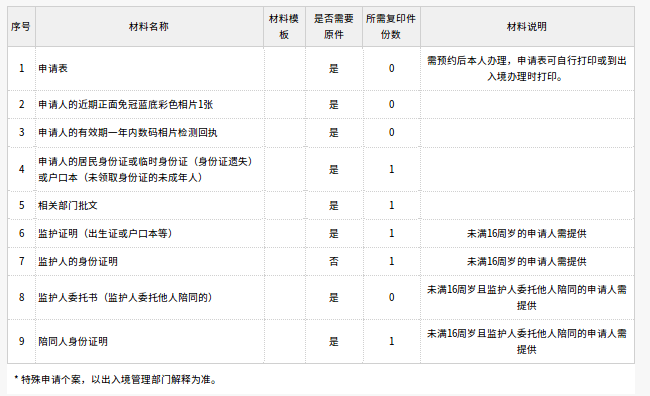 序号 材料名称 材料模板 是否需要原件 所需复印件份数 材料说明
1 申请表 是 0 需预约后本人办理，申请表可自行打印或到出入境办理时打印。
2 申请人的近期正面免冠蓝底彩色相片1张 是 0
3 申请人的有效期一年内数码相片检测回执 是 0
4 申请人的居民身份证或临时身份证（身份证遗失）或户口本（未领取身份证的未成年人） 是 1
5 相关部门批文 是 1
6 监护证明（出生证或户口本等） 是 1 未满16周岁的申请人需提供
7 监护人的身份证明 否 1 未满16周岁的申请人需提供
8 监护人委托书（监护人委托他人陪同的） 是 0 未满16周岁且监护人委托他人陪同的申请人需提供
9 陪同人身份证明 是 1 未满16周岁且监护人委托他人陪同的申请人需提供
* 特殊申请个案，以出入境管理部门解释为准。